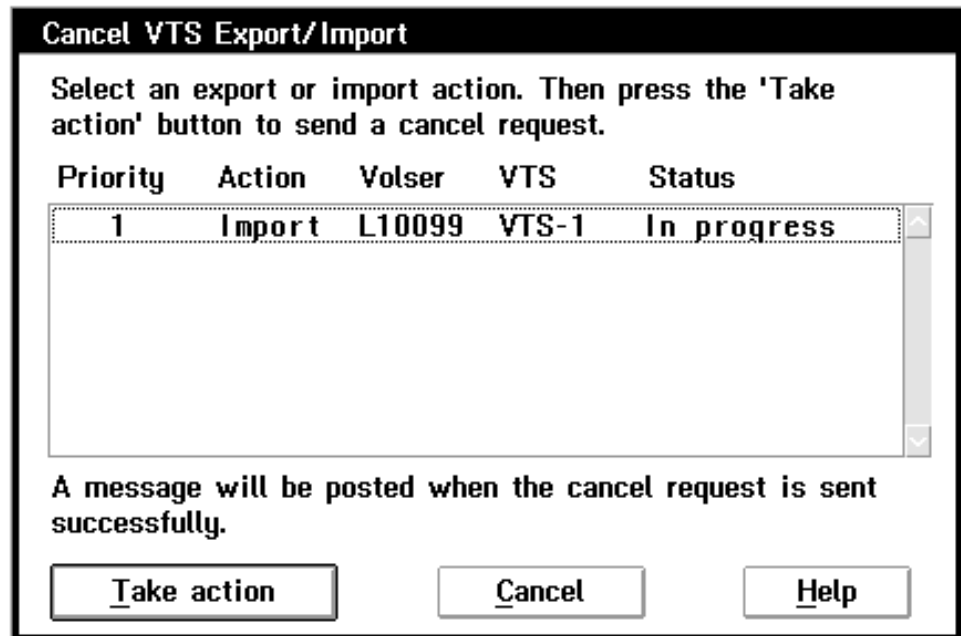 Cancel VTS Export/Import
Select an export or import action. Then press the 'Take
action' button to send a cancel request.
Priority Action Volser VTS Status
1 Import L10099 VTS-1 In progress
A message will be posted when the cancel request is sent
successfully.
Take action Cancel Help